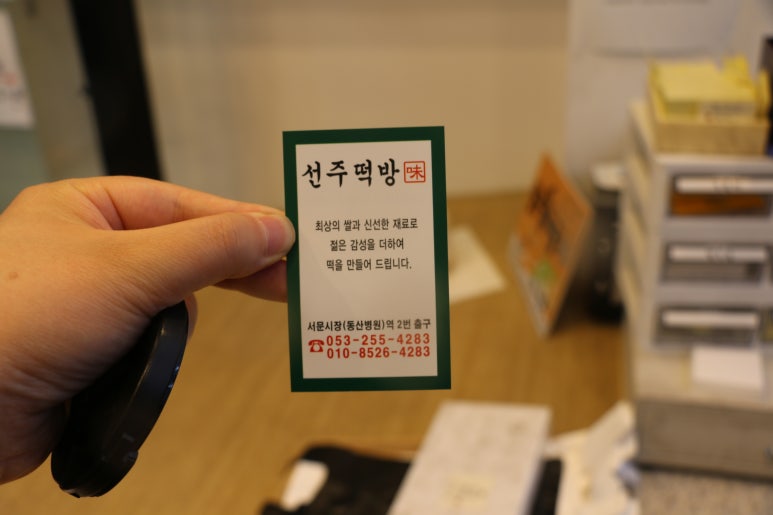 선주떡방 味
최상의 쌀과 신선한 재료로
젊은 감성을 더하여
떡을 만들어 드립니다.
서문시장(동산병원)역 2번 출구
☎ 053-255-4283
010-8526-4283